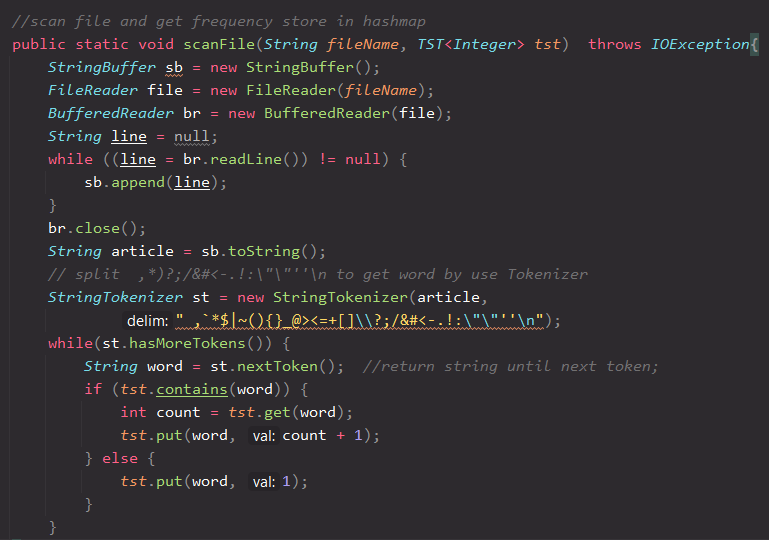 //scan file and get frequency store in hashmap
public static void scanFile(String fileName, TST<Integer> tst)  throws IOException{
    StringBuffer sb = new StringBuffer();
    FileReader file = new FileReader(fileName);
    BufferedReader br = new BufferedReader(file);
    String line = null;
    while ((line = br.readLine()) != null) {
        sb.append(line);
    }
    br.close();
    String article = sb.toString();
    // split  ,*)?;/&#<-.!:\"\"''\n to get word by use Tokenizer
    StringTokenizer st = new StringTokenizer(article,
            delim: " ,`*$|~(){}_@><=+[]\\?;/&#<-.!:\"\"''\n");
    while(st.hasMoreTokens()) {
        String word = st.nextToken();  //return string until next token;
        if (tst.contains(word)) {
            int count = tst.get(word);
            tst.put(word, val: count + 1);
        } else {
            tst.put(word, val: 1);
        }
    }